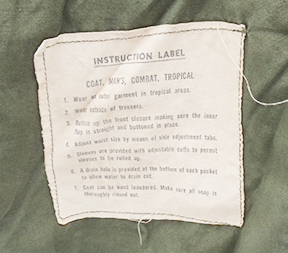 INSTRUCTION LABEL
COAT, MAN'S, COMBAT, TROPICAL
1. Wear as outer garment in tropical areas.
2. Wear outside of trousers.
3. Button up the front closure making sure the inner
flap is straight and buttoned in place.
4. Adjust waist size by means of side adjustment tabs.
5. Sleeves are provided with adjustable cuffs to permit
sleeves to be rolled up.
6. A drain hole is provided at the bottom of each pocket
to allow water to drain out.
7. Coat can be hand laundered. Make sure all soap is
thoroughly rinsed out.